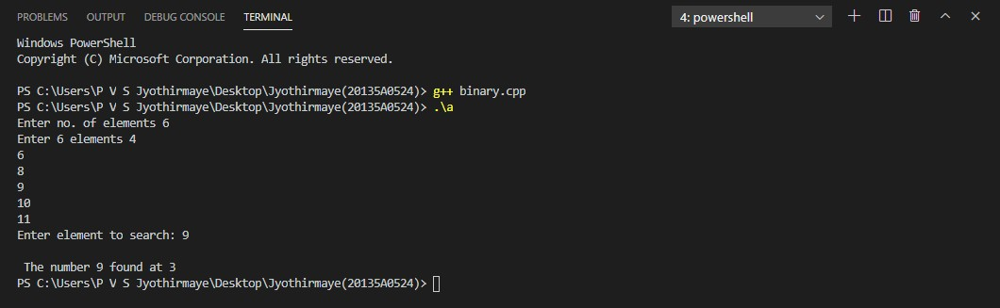 PROBLEMS OUTPUT DEBUG CONSOLE TERMINAL 4: powershell
Windows PowerShell
Copyright (C) Microsoft Corporation. All rights reserved.
PS C:\Users\P V S Jyothirmaye\Desktop\Jyothirmaye(20135A0524)> g++ binary.cpp
PS C:\Users\P V S Jyothirmaye\Desktop\Jyothirmaye(20135A0524)> .\a
Enter no. of elements 6
Enter 6 elements 4
6
8
9
10
11
Enter element to search: 9
The number 9 found at 3
PS C:\Users\P V S Jyothirmaye\Desktop\Jyothirmaye(20135A0524)>